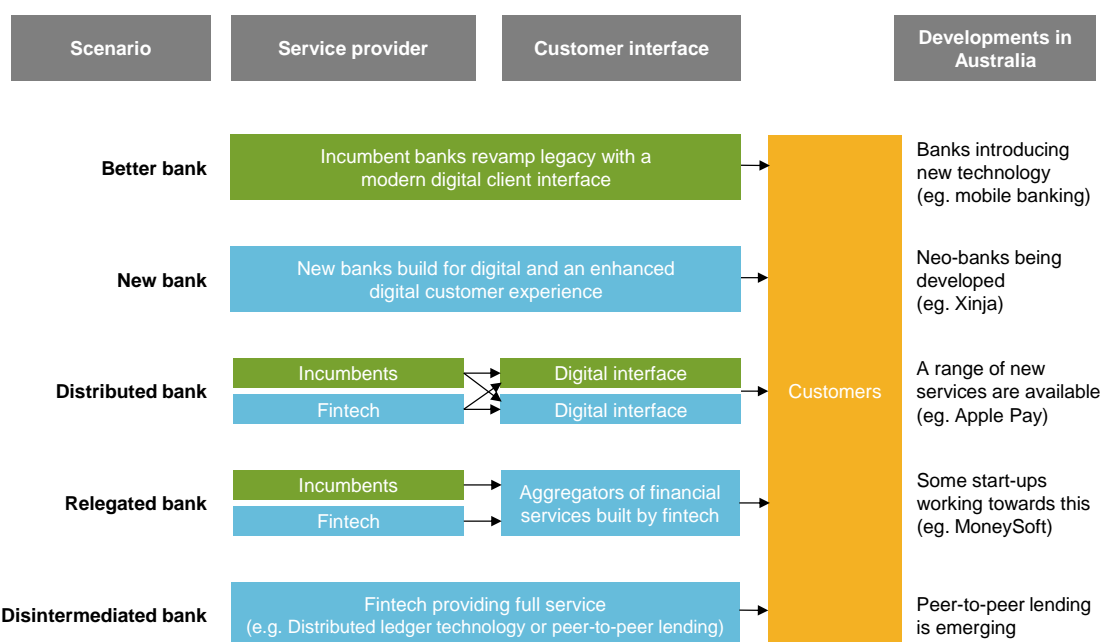 Scenario
Service provider
Customer interface
Developments in
Australia
Better bank
Incumbent banks revamp legacy with a
modern digital client interface
Banks introducing
new technology
(eg. mobile banking)
New bank
New banks build for digital and an enhanced
digital customer experience
Neo-banks being
developed
(eg. Xinja)
Distributed bank
Incumbents
Fintech
Digital interface
Digital interface
Customers
A range of new
services are available
(eg. Apple Pay)
Relegated bank
Incumbents
Fintech
Aggregators of financial
services built by fintech
Some start-ups
working towards this
(eg. MoneySoft)
Disintermediated bank
Fintech providing full service
(e.g. Distributed ledger technology or peer-to-peer lending)
Peer-to-peer lending
is emerging